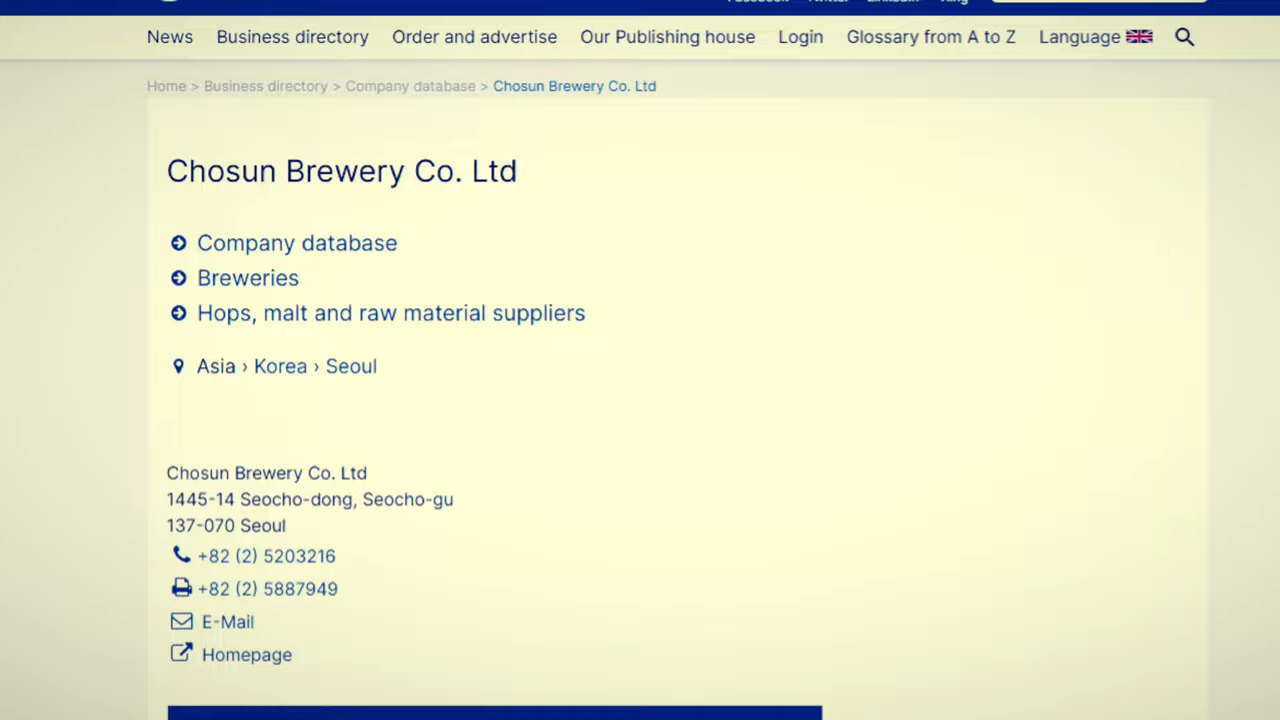 News Business directory Order and advertise Our Publishing house Login Glossary from A to Z Language
Home > Business directory > Company database > Chosun Brewery Co. Ltd
Chosun Brewery Co. Ltd
Company database
Breweries
Hops, malt and raw material suppliers
Asia › Korea › Seoul
Chosun Brewery Co. Ltd
1445-14 Seocho-dong, Seocho-gu
137-070 Seoul
+82 (2) 5203216
+82 (2) 5887949
E-Mail
Homepage